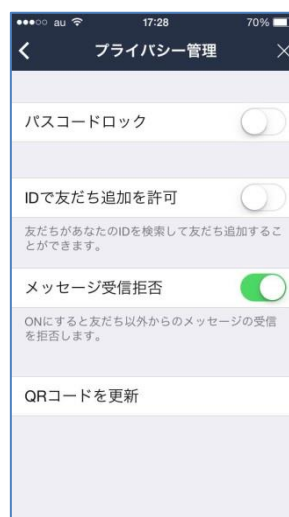 au 17:28 70%
プライバシー管理
パスコードロック
IDで友だち追加を許可
友だちがあなたのIDを検索して友だち追加するこ
とができます。
メッセージ受信拒否
ONにすると友だち以外からのメッセージの受信
を拒否します。
QRコードを更新